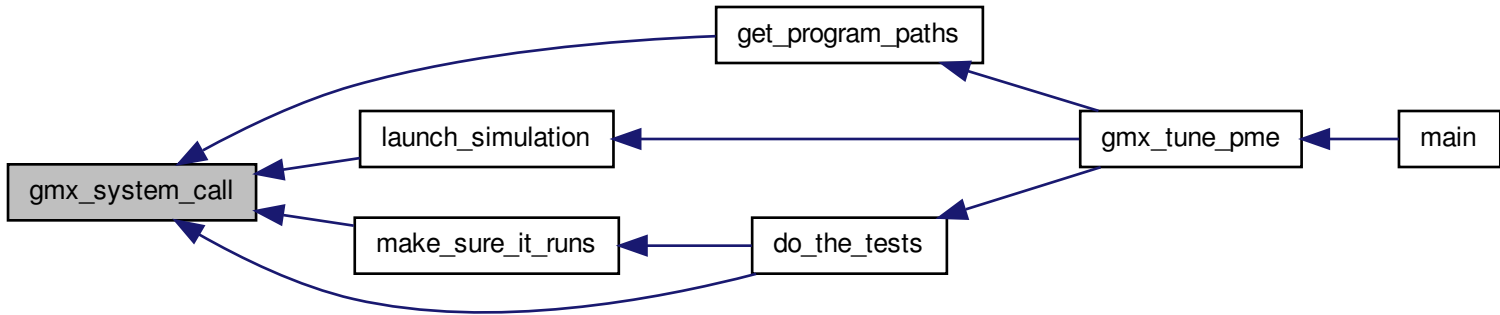 get_program_paths
launch_simulation
gmx_tune_pme
main
gmx_system_call
make_sure_it_runs
do_the_tests